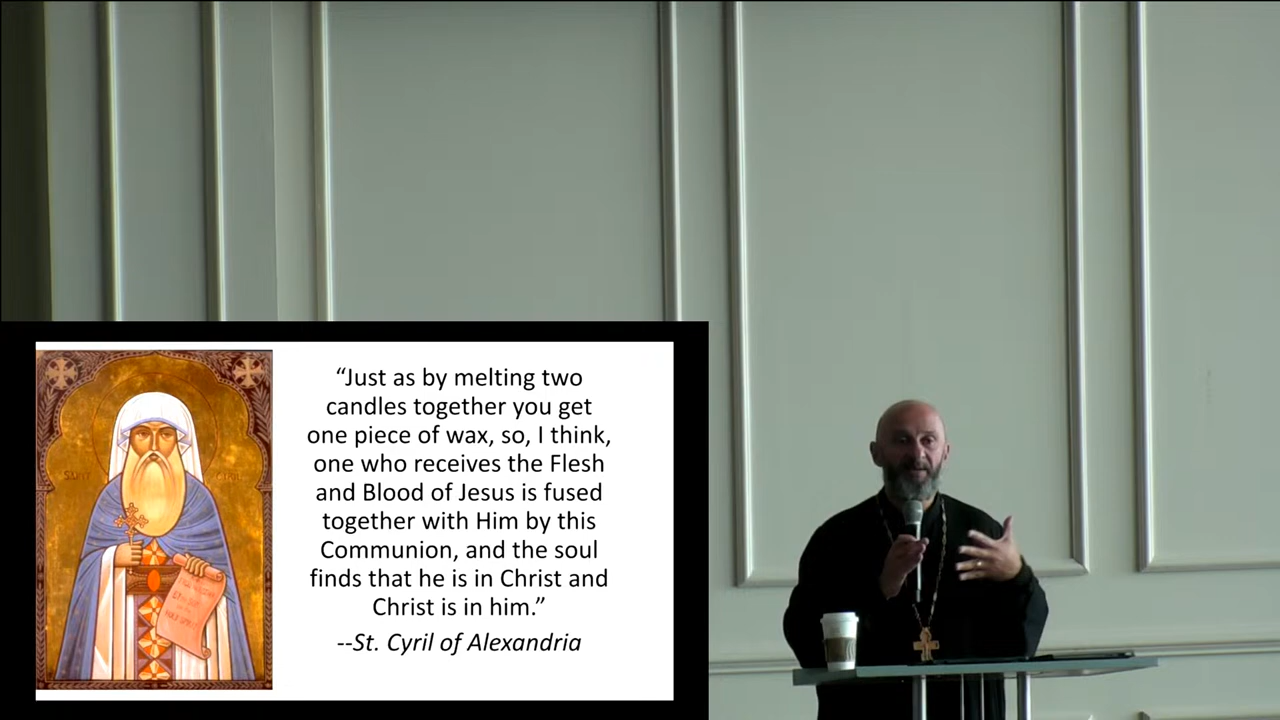 “Just as by melting two
candles together you get
one piece of wax, so, I think,
one who receives the Flesh
and Blood of Jesus is fused
together with Him by this
Communion, and the soul
finds that he is in Christ and
Christ is in him.”
--St. Cyril of Alexandria